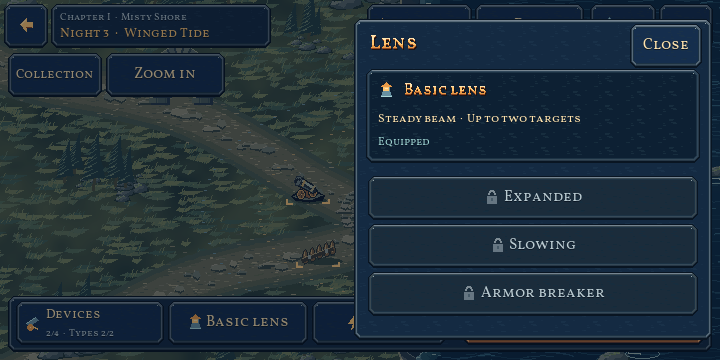 Chapter I · Misty Shore
Night 3 · Winged Tide
Collection
Zoom in
Lens
Close
Basic lens
Steady beam · Up to two targets
Equipped
Expanded
Slowing
Armor breaker
Devices
2/4 · Types 2/2
Basic lens